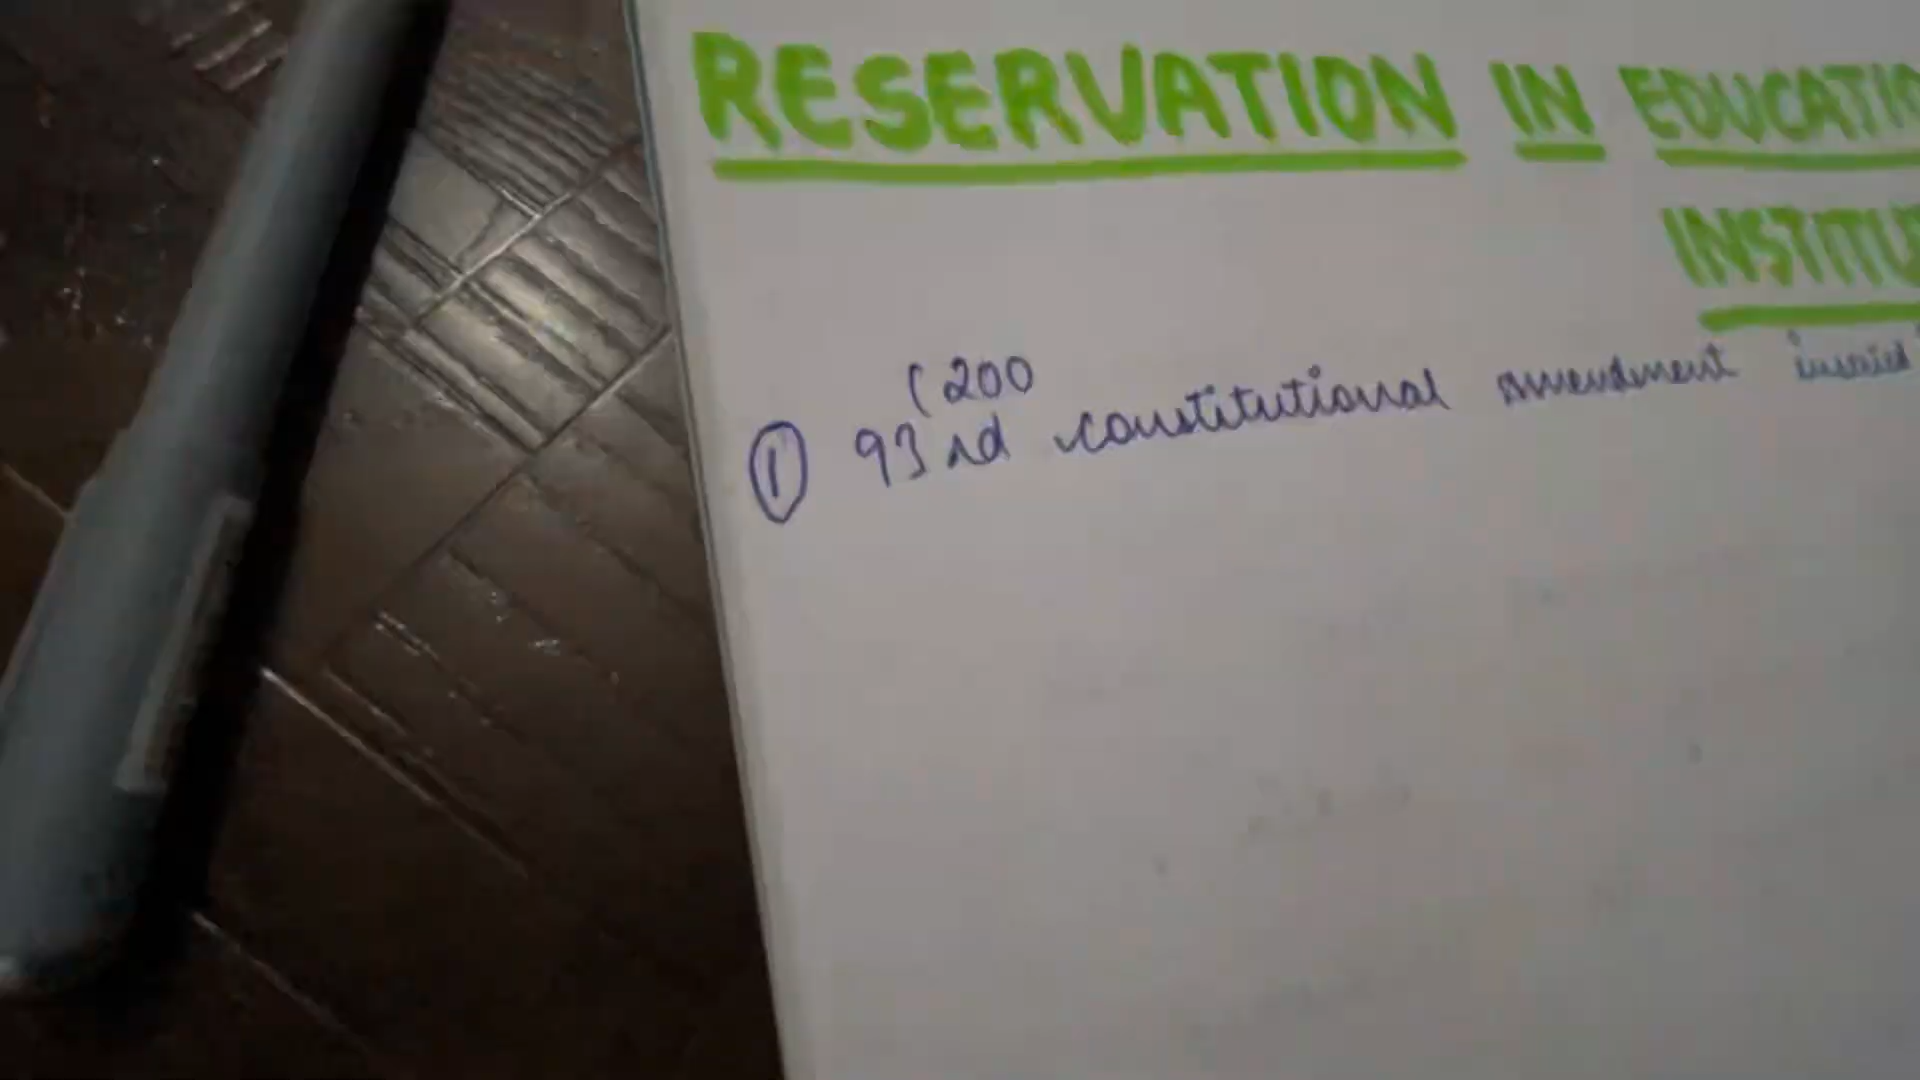 RESERVATION IN EDUCATIO
INSTITU
(200
① 93rd constitutional amendment